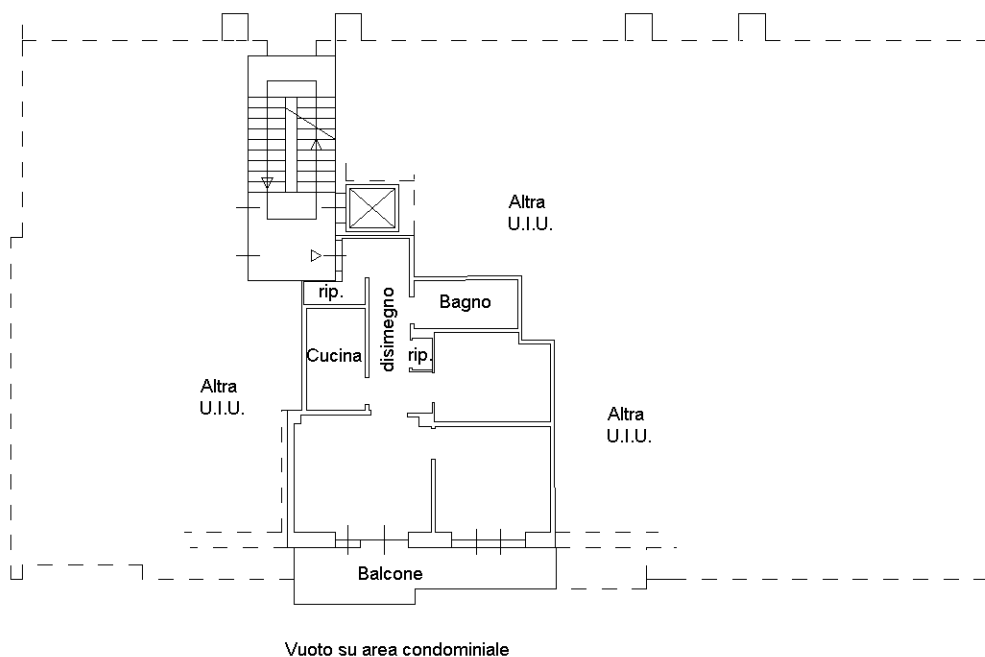 Altra
U.I.U.
rip.
disimegno
Bagno
Cucina
rip.
Altra
U.I.U.
Altra
U.I.U.
Balcone
Vuoto su area condominiale